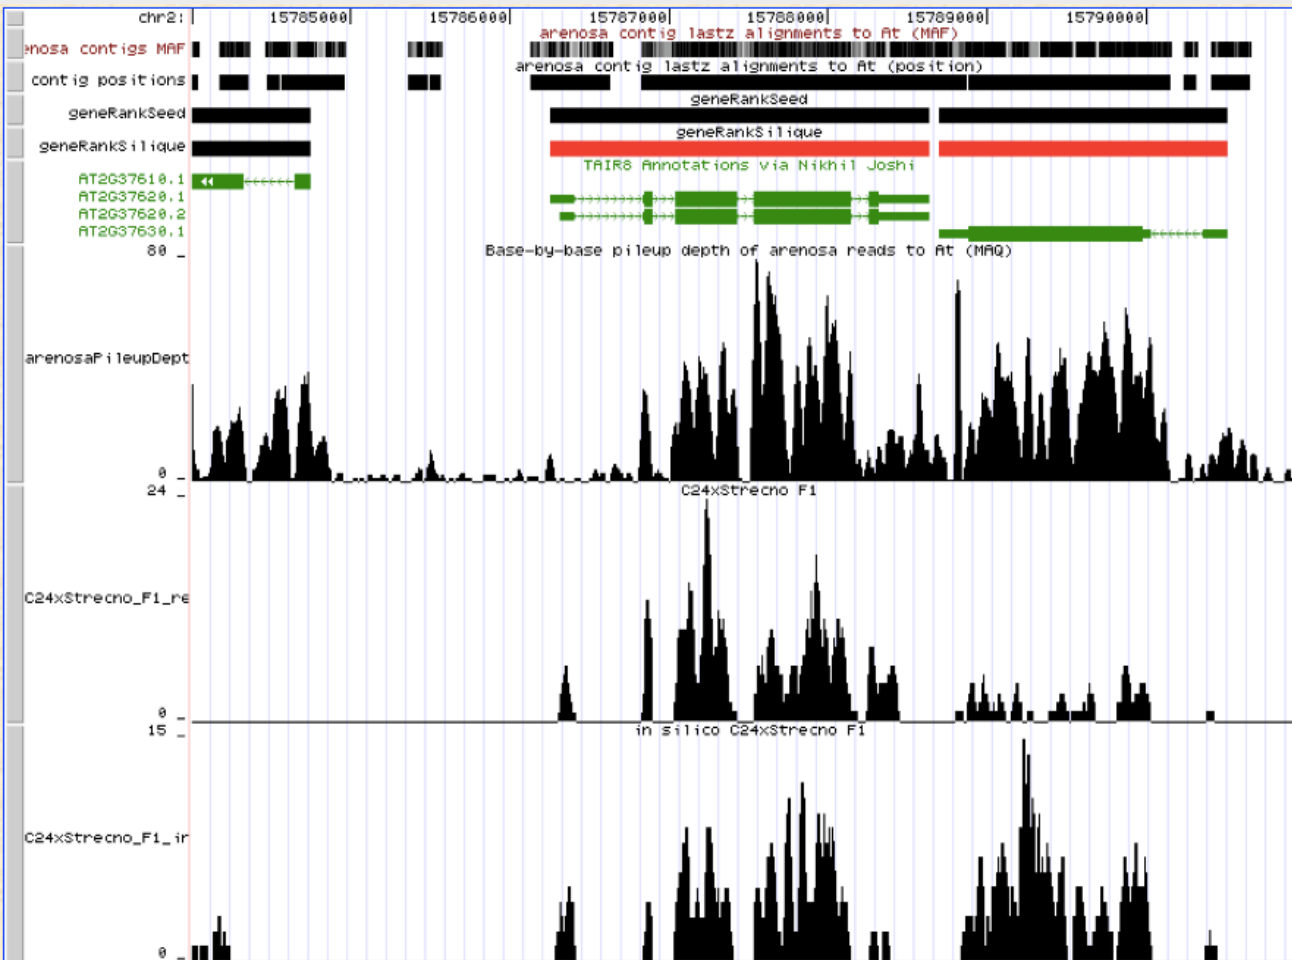 chr2: 15785000 15786000 15787000 15788000 15789000 15790000
arenosa contig lastz alignments to At (MAF)
enosa contigs MAF
arenosa contig lastz alignments to At (position)
contig positions
geneRankSeed
geneRankSeed
geneRankSilique
geneRankSilique
TAIR8 Annotations via Nikhil Joshi
AT2G37610.1
AT2G37620.1
AT2G37620.2
AT2G37630.1
Base-by-base pileup depth of arenosa reads to At (MAQ)
80 _
arenosaPileupDept
0 _
C24xStrecno F1
24 _
C24xStrecno_F1_re
0 _
in silico C24xStrecno F1
15 _
C24xStrecno_F1_ir
0 _